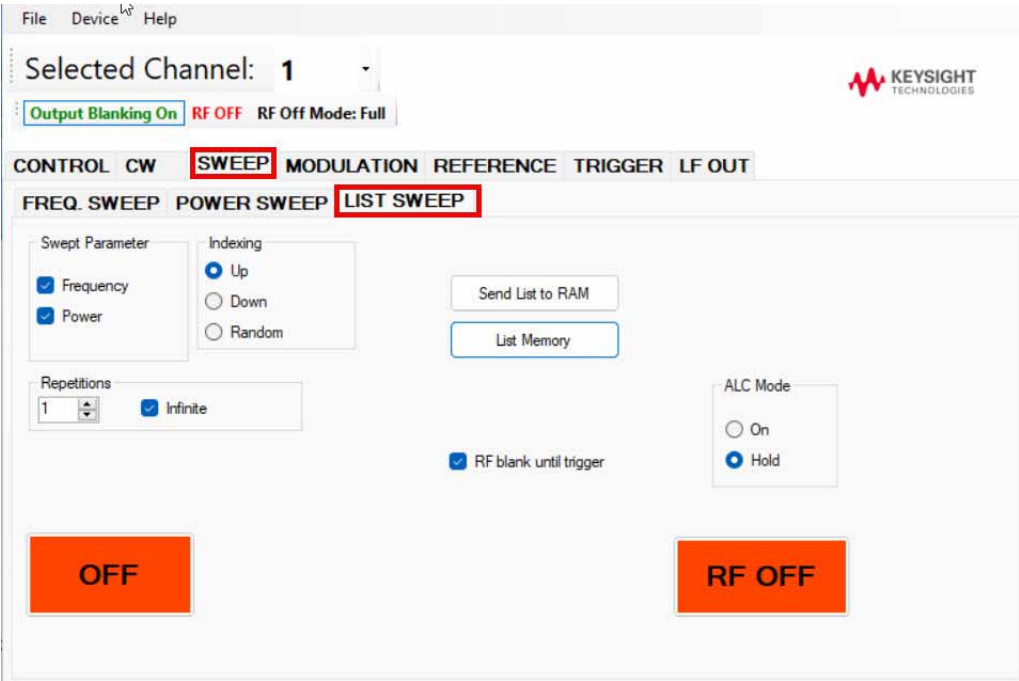 File Device Help
Selected Channel: 1
KEYSIGHT
TECHNOLOGIES
Output Blanking On RF OFF RF Off Mode: Full
CONTROL CW SWEEP MODULATION REFERENCE TRIGGER LF OUT
FREQ. SWEEP POWER SWEEP LIST SWEEP
Swept Parameter
Frequency
Power
Indexing
Up
Down
Random
Send List to RAM
List Memory
Repetitions
1
Infinite
RF blank until trigger
ALC Mode
On
Hold
OFF
RF OFF